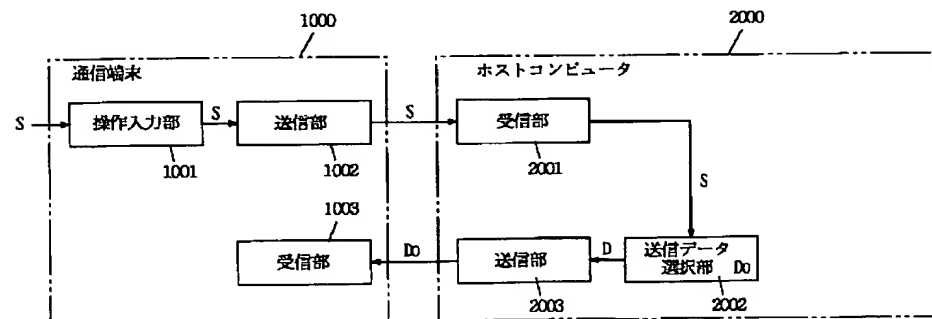 1000
2000
通信端末
ホストコンピュータ
S
操作入力部
S
送信部
S
受信部
1001
1002
2001
S
1003
受信部
Do
送信部
D
送信データ
選択部 Do
2003
2002